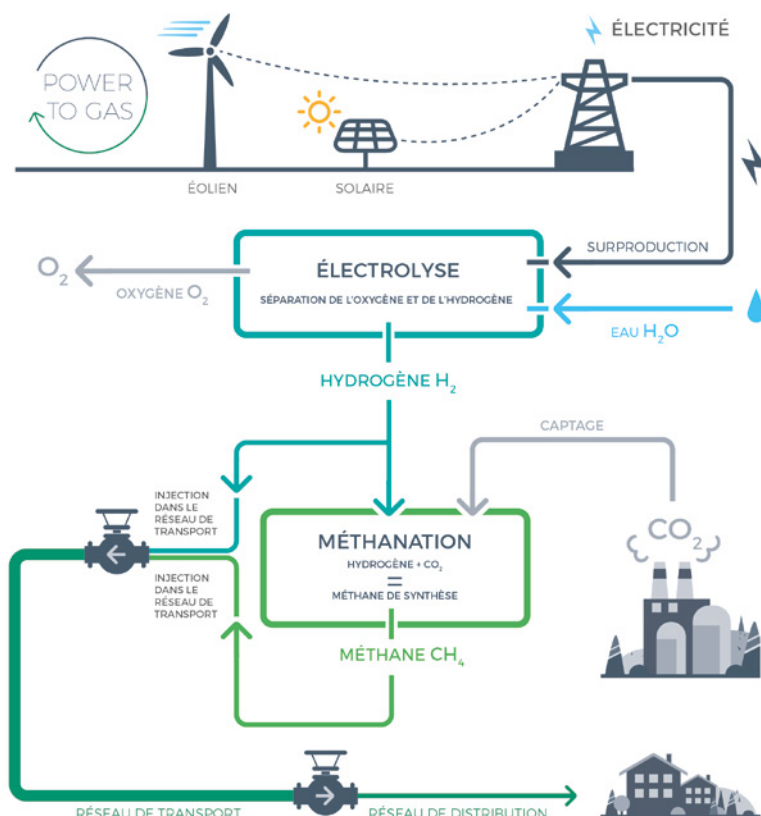 POWER
TO GAS
ÉLECTRICITÉ
ÉOLIEN
SOLAIRE
SURPRODUCTION
ÉLECTROLYSE
SÉPARATION DE L'OXYGÈNE ET DE L'HYDROGÈNE
O₂
OXYGÈNE O₂
EAU H₂O
HYDROGÈNE H₂
CAPTAGE
INJECTION
DANS LE
RÉSEAU DE
TRANSPORT
CO₂
MÉTHANATION
HYDROGÈNE + CO₂
=
MÉTHANE DE SYNTHÈSE
INJECTION
DANS LE
RÉSEAU DE
TRANSPORT
MÉTHANE CH₄
RÉSEAU DE TRANSPORT
RÉSEAU DE DISTRIBUTION